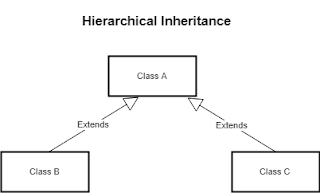 Hierarchical Inheritance
Class A
Extends
Extends
Class B
Class C